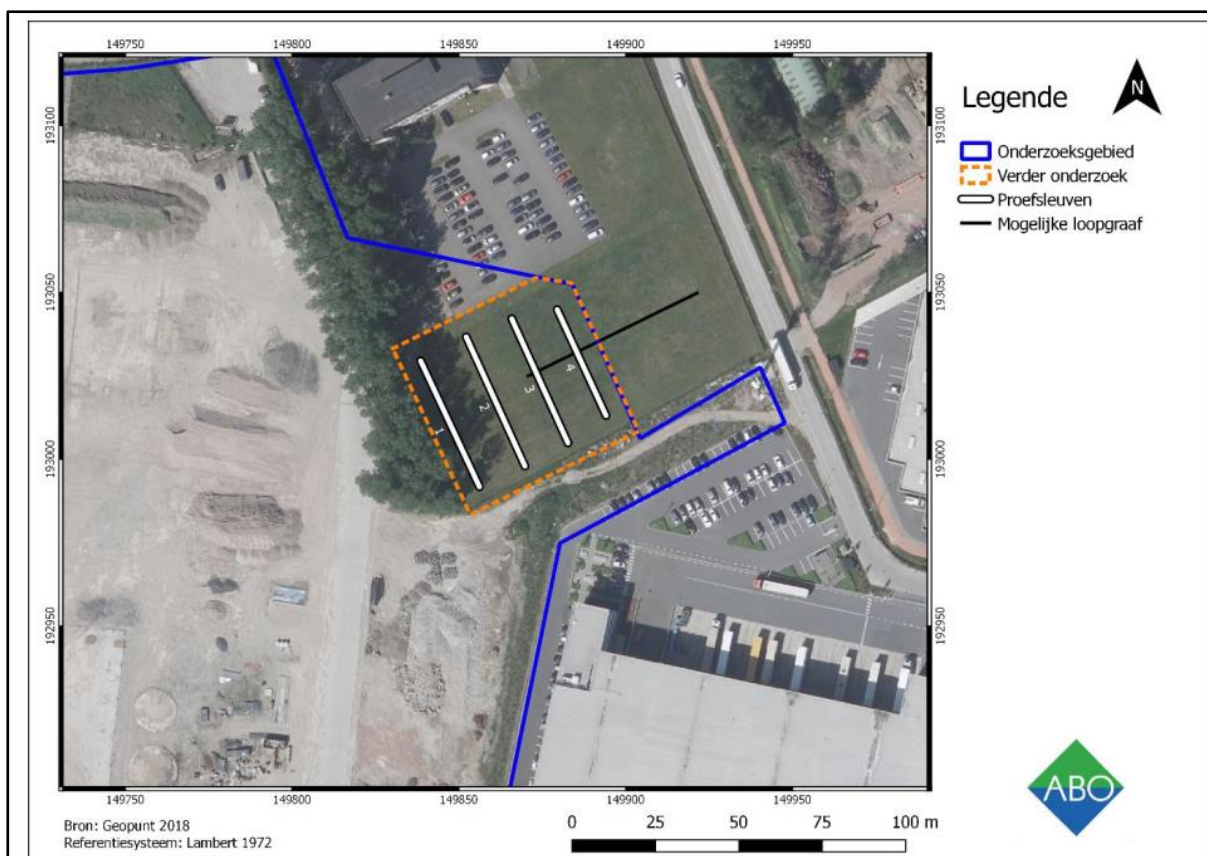 149750 149800 149850 149900 149950
193100
193050
193000
192950
193100
193050
193000
192950
1
2
3
4
149750 149800 149850 149900 149950
Legende
N
Onderzoeksgebied
Verder onderzoek
Proefsleuven
Mogelijke loopgraaf
Bron: Geopunt 2018
Referentiesysteem: Lambert 1972
0 25 50 75 100 m
ABO